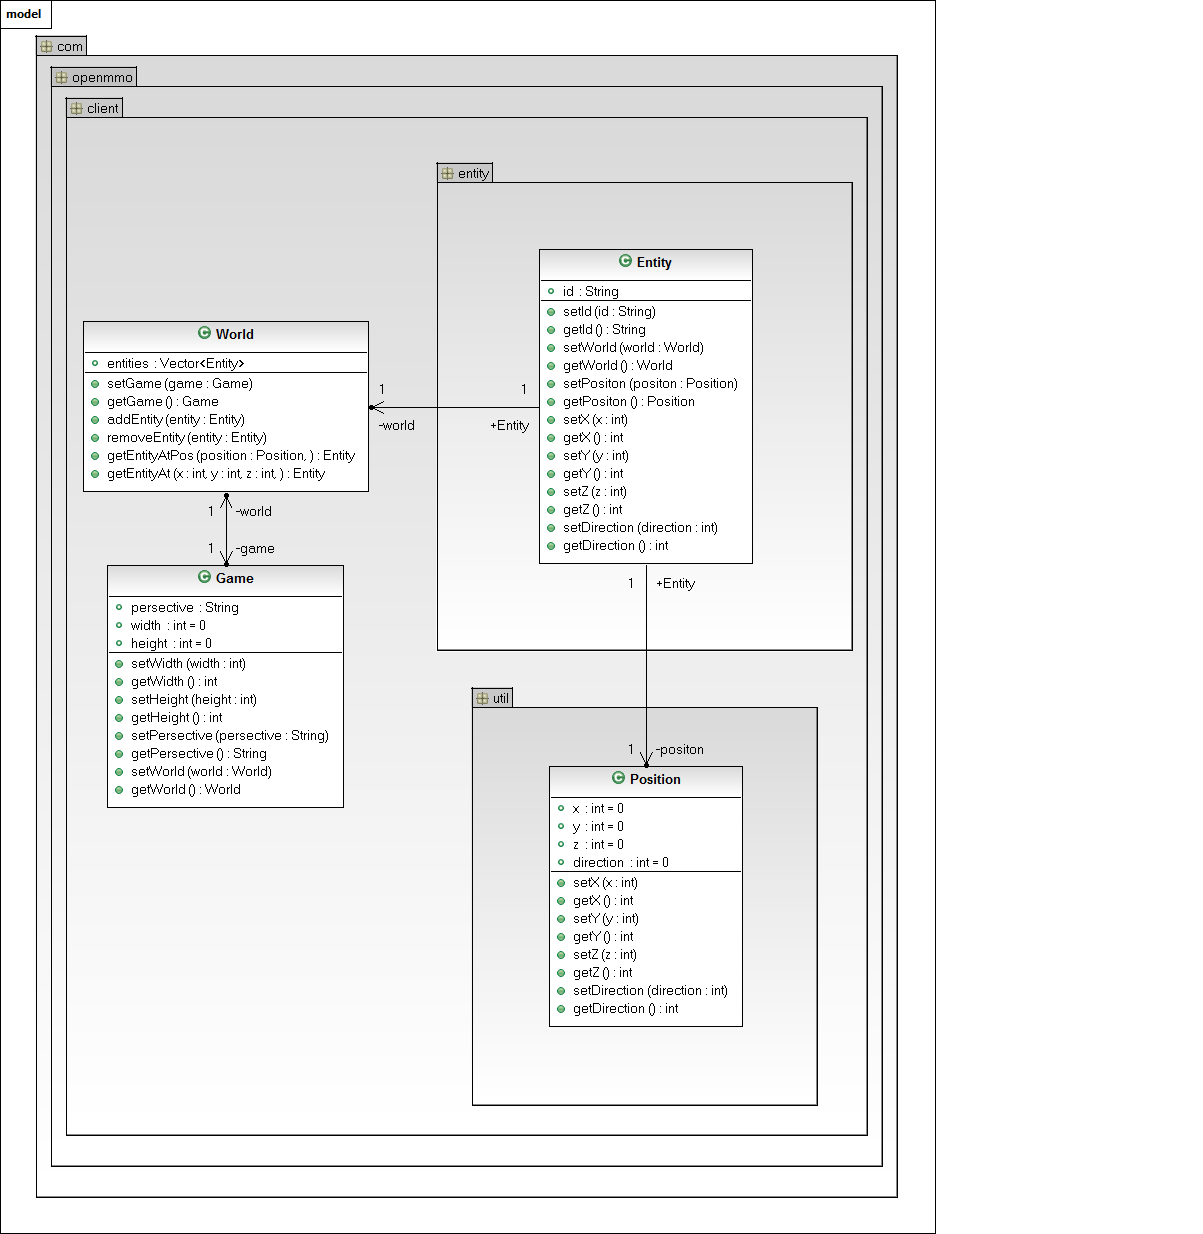 model
com
openmmo
client
entity
Entity
id : String
setId (id : String)
getId () : String
setWorld (world : World)
getWorld () : World
setPositon (positon : Position)
getPositon () : Position
setX (x : int)
getX () : int
setY (y : int)
getY () : int
setZ (z : int)
getZ () : int
setDirection (direction : int)
getDirection () : int
World
entities : Vector<Entity>
setGame (game : Game)
getGame () : Game
addEntity (entity : Entity)
removeEntity (entity : Entity)
getEntityAtPos (position : Position, ) : Entity
getEntityAt (x : int, y : int, z : int, ) : Entity
1
-world
1
+Entity
1
-world
1
-game
Game
persective : String
width : int = 0
height : int = 0
setWidth (width : int)
getWidth () : int
setHeight (height : int)
getHeight () : int
setPersective (persective : String)
getPersective () : String
setWorld (world : World)
getWorld () : World
1
+Entity
util
1
-positon
Position
x : int = 0
y : int = 0
z : int = 0
direction : int = 0
setX (x : int)
getX () : int
setY (y : int)
getY () : int
setZ (z : int)
getZ () : int
setDirection (direction : int)
getDirection () : int